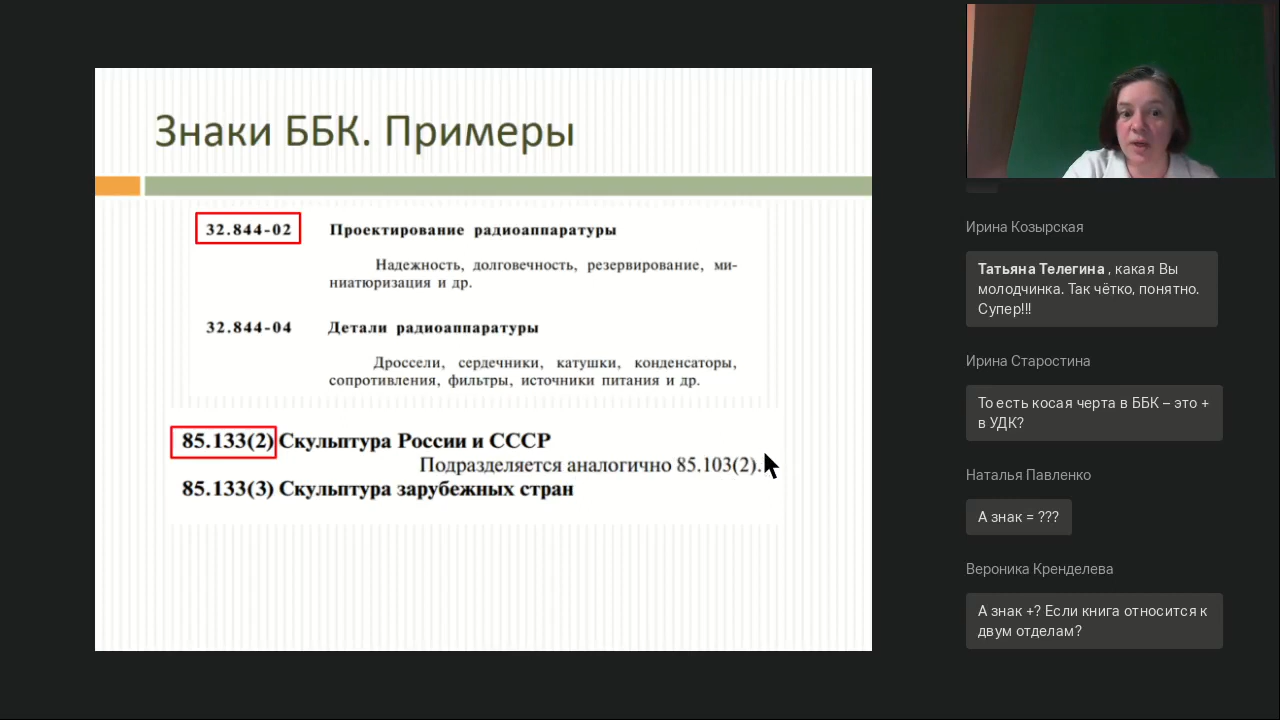 Знаки ББК. Примеры
32.844-02 Проектирование радиоаппаратуры
Надежность, долговечность, резервирование, ми-
ниатюризация и др.
32.844-04 Детали радиоаппаратуры
Дроссели, сердечники, катушки, конденсаторы,
сопротивления, фильтры, источники питания и др.
85.133(2) Скульптура России и СССР
Подразделяется аналогично 85.103(2).
85.133(3) Скульптура зарубежных стран
Ирина Козырская
Татьяна Телегина , какая Вы
молодчинка. Так чётко, понятно.
Супер!!!
Ирина Старостина
То есть косая черта в ББК – это +
в УДК?
Наталья Павленко
А знак = ???
Вероника Кренделева
А знак +? Если книга относится к
двум отделам?